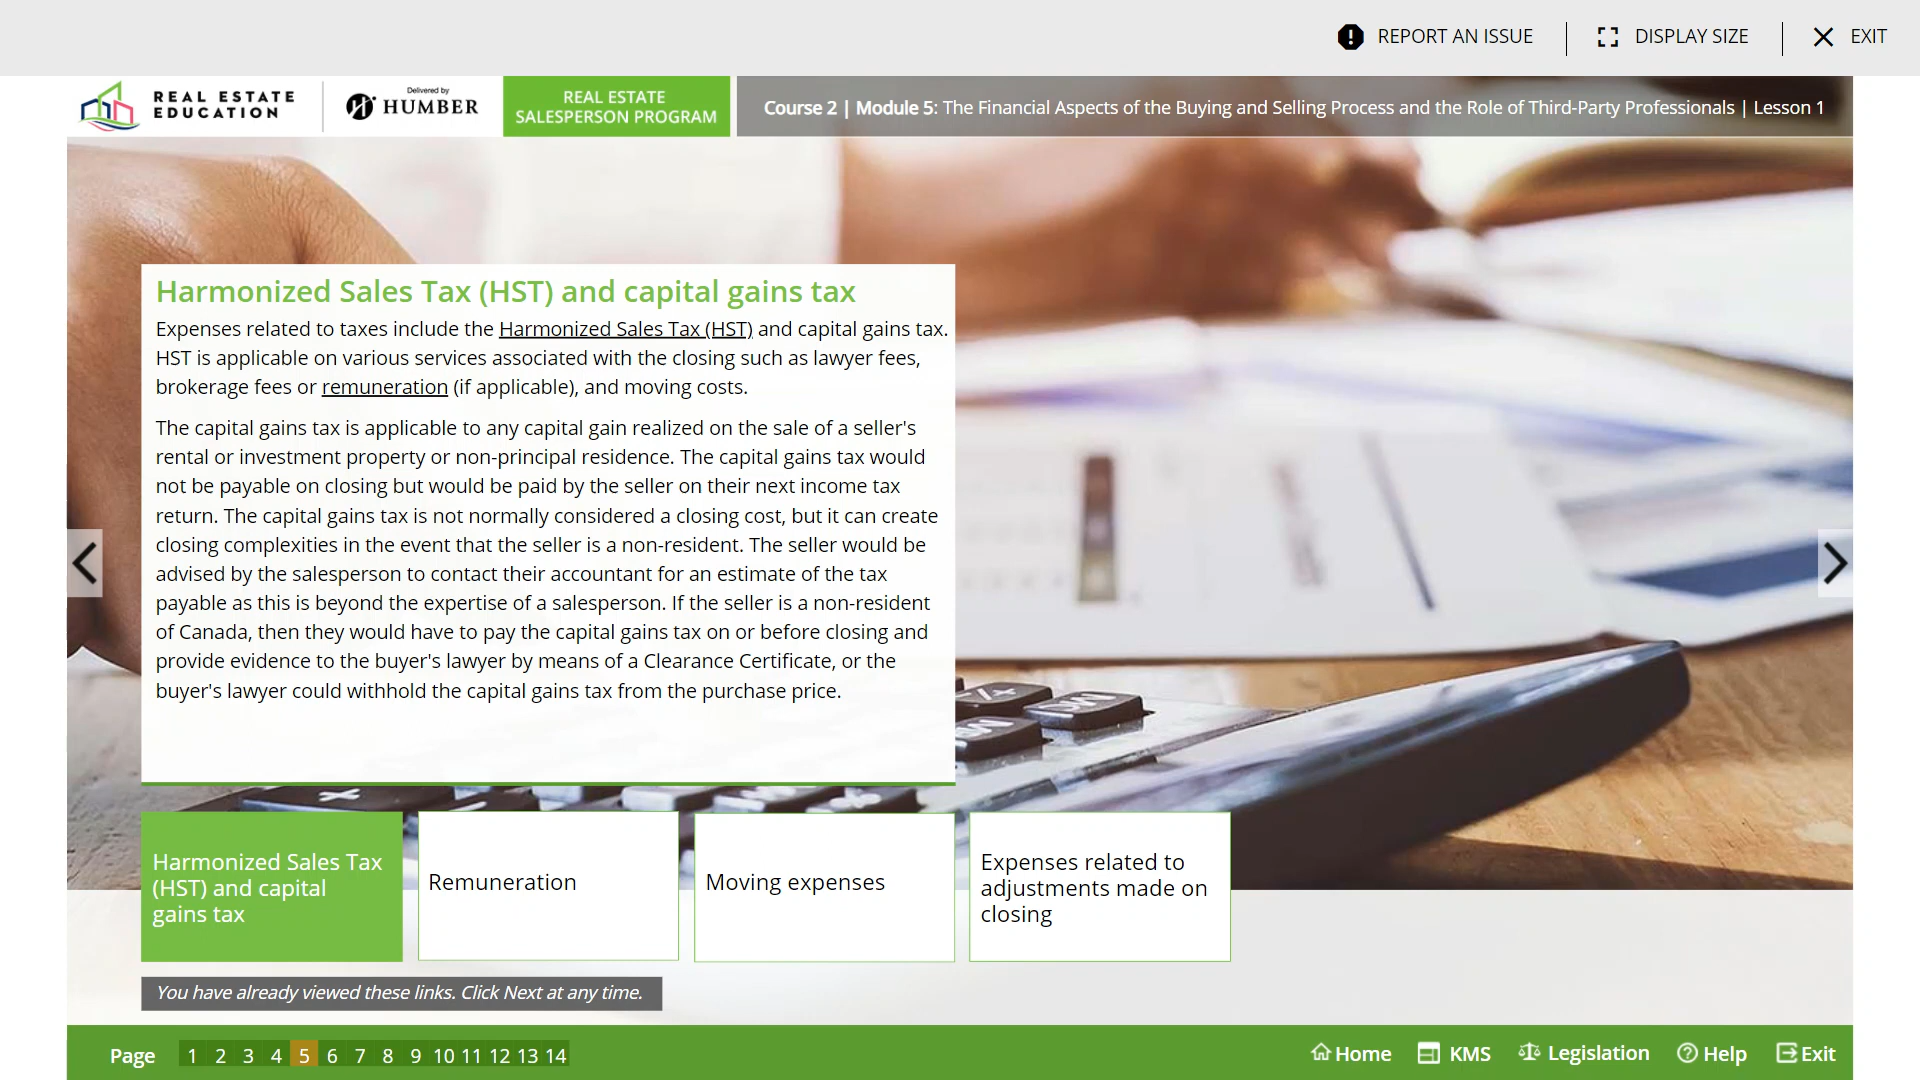 REPORT AN ISSUE
DISPLAY SIZE
EXIT
REAL ESTATE
EDUCATION
Delivered by
HUMBER
REAL ESTATE
SALESPERSON PROGRAM
Course 2 | Module 5: The Financial Aspects of the Buying and Selling Process and the Role of Third-Party Professionals | Lesson 1
Harmonized Sales Tax (HST) and capital gains tax
Expenses related to taxes include the Harmonized Sales Tax (HST) and capital gains tax.
HST is applicable on various services associated with the closing such as lawyer fees,
brokerage fees or remuneration (if applicable), and moving costs.
The capital gains tax is applicable to any capital gain realized on the sale of a seller's
rental or investment property or non-principal residence. The capital gains tax would
not be payable on closing but would be paid by the seller on their next income tax
return. The capital gains tax is not normally considered a closing cost, but it can create
closing complexities in the event that the seller is a non-resident. The seller would be
advised by the salesperson to contact their accountant for an estimate of the tax
payable as this is beyond the expertise of a salesperson. If the seller is a non-resident
of Canada, then they would have to pay the capital gains tax on or before closing and
provide evidence to the buyer's lawyer by means of a Clearance Certificate, or the
buyer's lawyer could withhold the capital gains tax from the purchase price.
Harmonized Sales Tax
(HST) and capital
gains tax
Remuneration
Moving expenses
Expenses related to
adjustments made on
closing
You have already viewed these links. Click Next at any time.
Page 1 2 3 4 5 6 7 8 9 10 11 12 13 14
Home
KMS
Legislation
Help
Exit